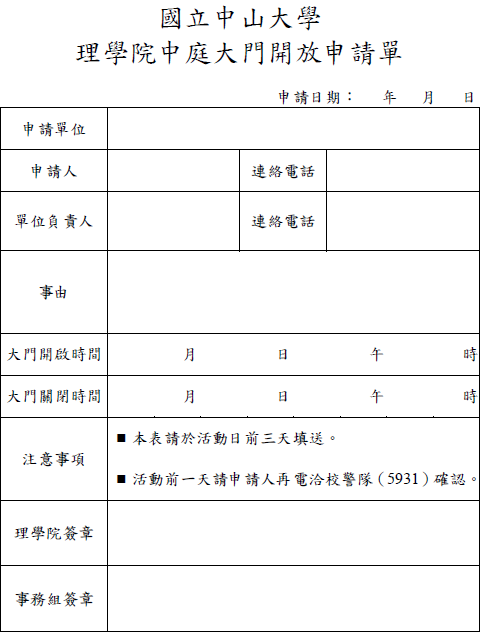 國立中山大學
理學院中庭大門開放申請單
申請日期： 年 月 日
申請單位
申請人 連絡電話
單位負責人 連絡電話
事由
大門開啟時間 月 日 午 時
大門關閉時間 月 日 午 時
■ 本表請於活動日前三天填送。
注意事項
■ 活動前一天請申請人再電洽校警隊（5931）確認。
理學院簽章
事務組簽章